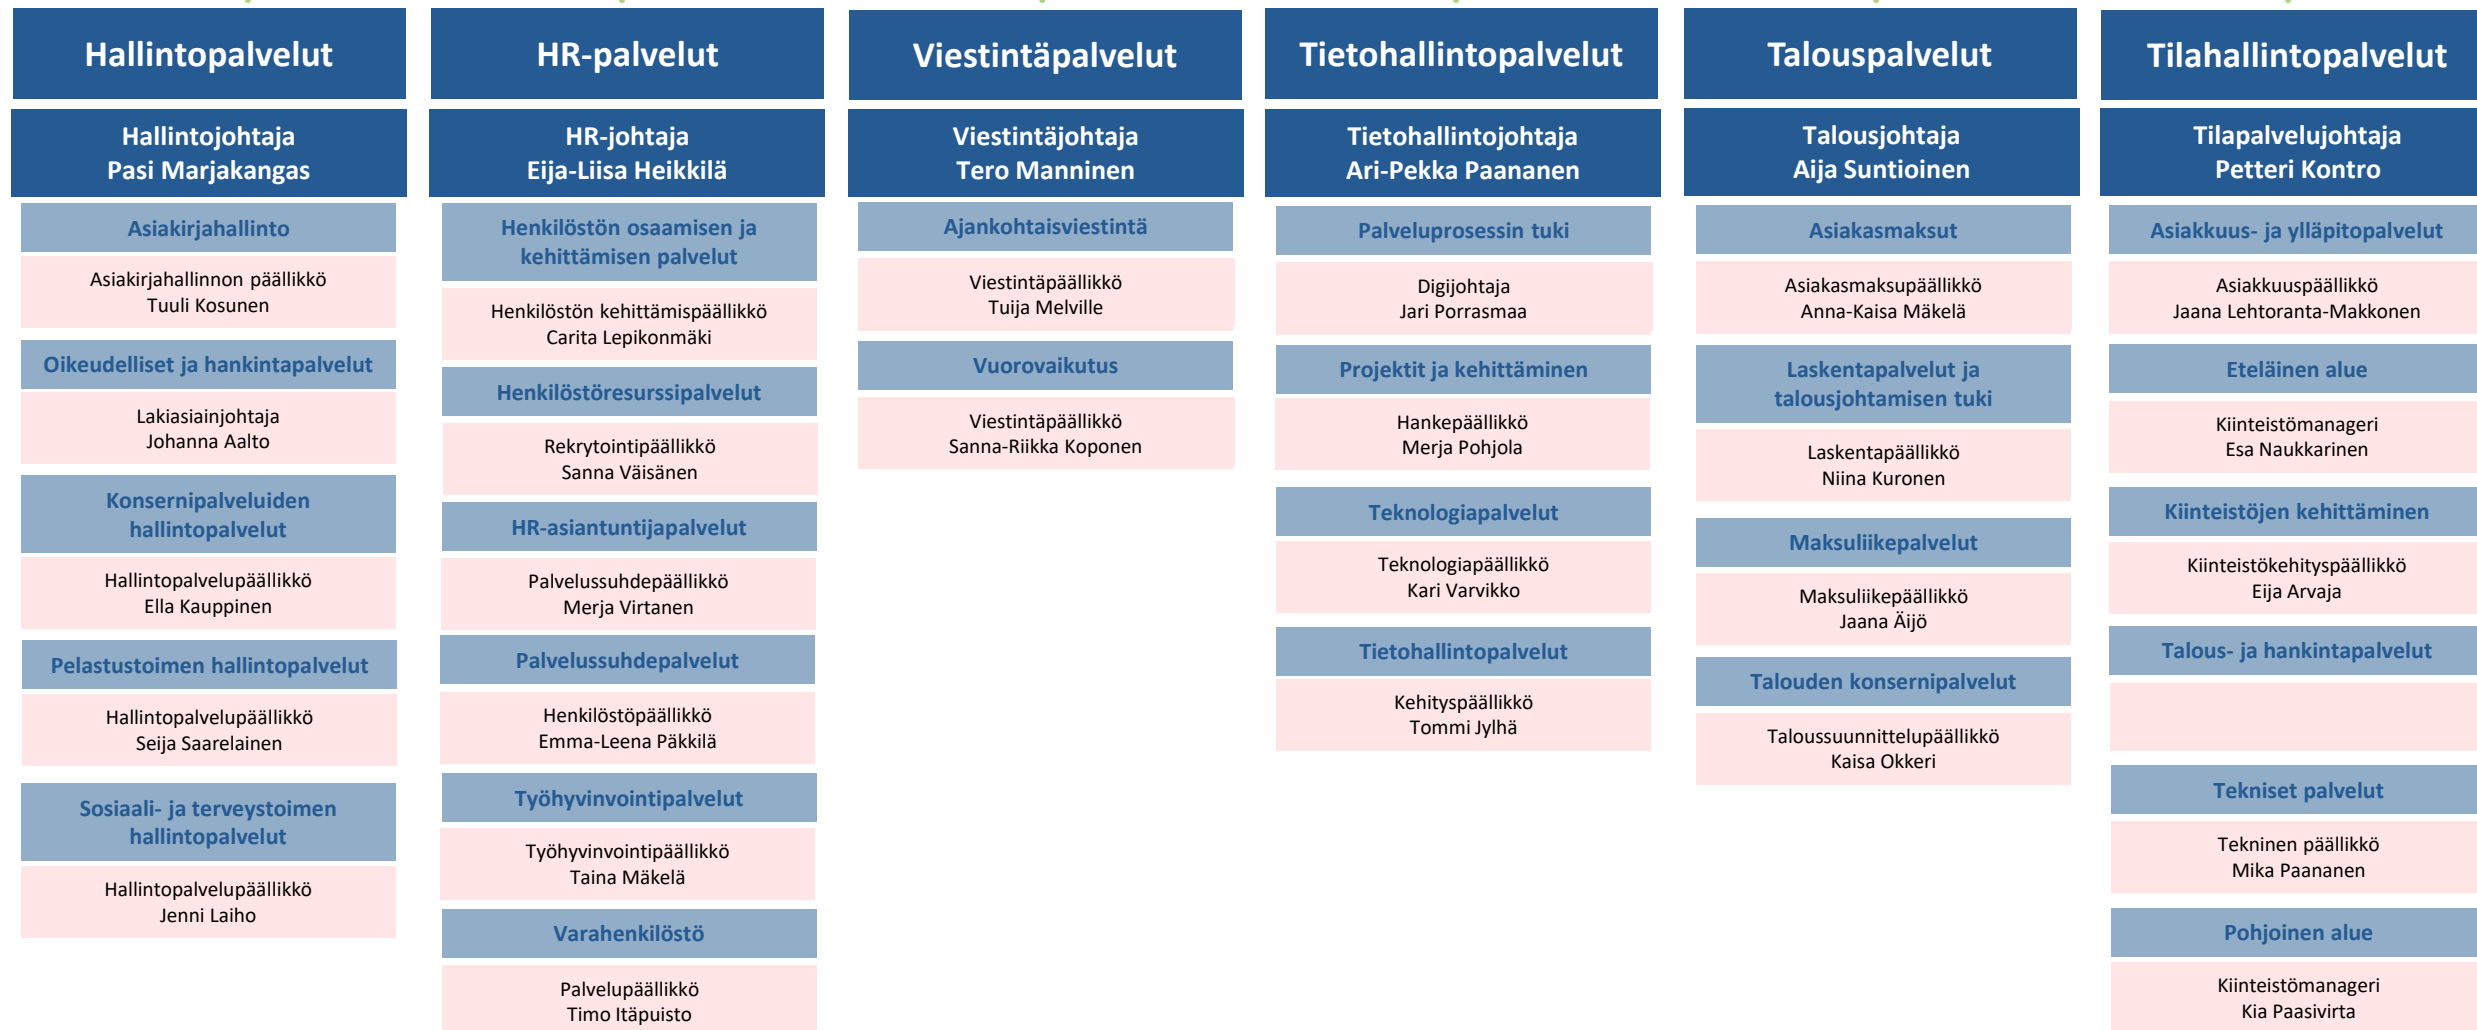 Hallintopalvelut
Hallintojohtaja
Pasi Marjakangas
Asiakirjahallinto
Asiakirjahallinnon päällikkö
Tuuli Kosunen
Oikeudelliset ja hankintapalvelut
Lakiasiainjohtaja
Johanna Aalto
Konsernipalveluiden
hallintopalvelut
Hallintopalvelupäällikkö
Ella Kauppinen
Pelastustoimen hallintopalvelut
Hallintopalvelupäällikkö
Seija Saarelainen
Sosiaali- ja terveystoimen
hallintopalvelut
Hallintopalvelupäällikkö
Jenni Laiho
HR-palvelut
HR-johtaja
Eija-Liisa Heikkilä
Henkilöstön osaamisen ja
kehittämisen palvelut
Henkilöstön kehittämispäällikkö
Carita Lepikonmäki
Henkilöstöresurssipalvelut
Rekrytointipäällikkö
Sanna Väisänen
HR-asiantuntijapalvelut
Palvelussuhdepäällikkö
Merja Virtanen
Palvelussuhdepalvelut
Henkilöstöpäällikkö
Emma-Leena Päkkilä
Työhyvinvointipalvelut
Työhyvinvointipäällikkö
Taina Mäkelä
Varahenkilöstö
Palvelupäällikkö
Timo Itäpuisto
Viestintäpalvelut
Viestintäjohtaja
Tero Manninen
Ajankohtaisviestintä
Viestintäpäällikkö
Tuija Melville
Vuorovaikutus
Viestintäpäällikkö
Sanna-Riikka Koponen
Tietohallintopalvelut
Tietohallintojohtaja
Ari-Pekka Paananen
Palveluprosessin tuki
Digijohtaja
Jari Porrasmaa
Projektit ja kehittäminen
Hankepäällikkö
Merja Pohjola
Teknologiapalvelut
Teknologiapäällikkö
Kari Varvikko
Tietohallintopalvelut
Kehityspäällikkö
Tommi Jylhä
Talouspalvelut
Talousjohtaja
Aija Suntioinen
Asiakasmaksut
Asiakasmaksupäällikkö
Anna-Kaisa Mäkelä
Laskentapalvelut ja
talousjohtamisen tuki
Laskentapäällikkö
Niina Kuronen
Maksuliikepalvelut
Maksuliikepäällikkö
Jaana Äijö
Talouden konsernipalvelut
Taloussuunnittelupäällikkö
Kaisa Okkeri
Tilahallintopalvelut
Tilapalvelujohtaja
Petteri Kontro
Asiakkuus- ja ylläpitopalvelut
Asiakkuuspäällikkö
Jaana Lehtoranta-Makkonen
Eteläinen alue
Kiinteistömanageri
Esa Naukkarinen
Kiinteistöjen kehittäminen
Kiinteistökehityspäällikkö
Eija Arvaja
Talous- ja hankintapalvelut
Tekniset palvelut
Tekninen päällikkö
Mika Paananen
Pohjoinen alue
Kiinteistömanageri
Kia Paasivirta